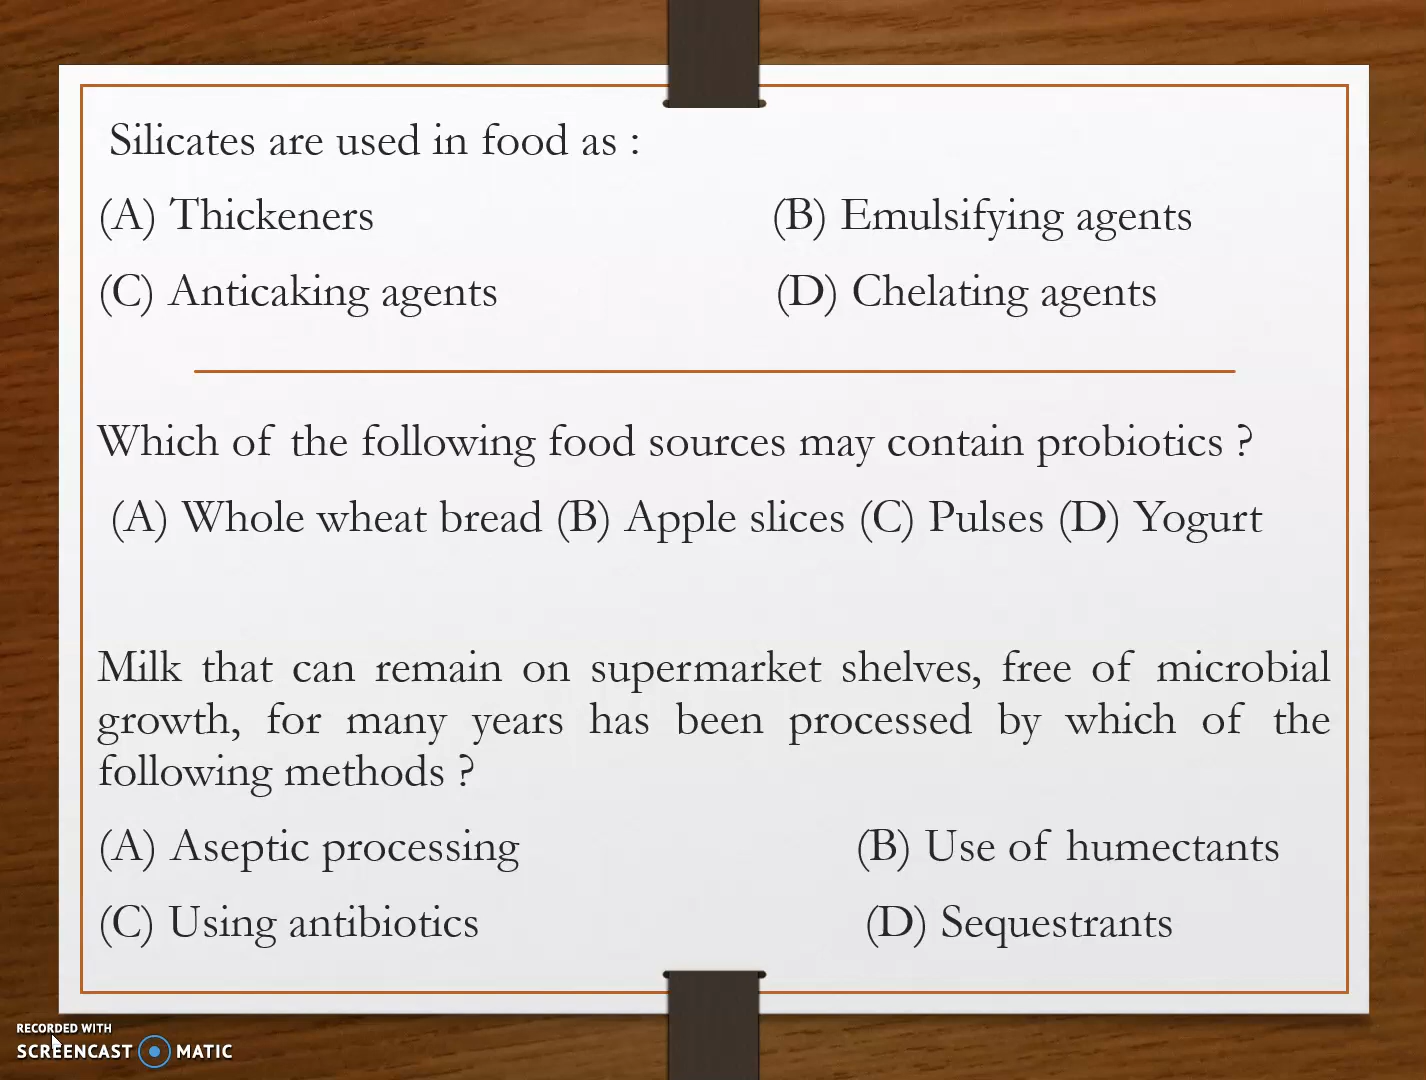 Silicates are used in food as :
(A) Thickeners (B) Emulsifying agents
(C) Anticaking agents (D) Chelating agents
Which of the following food sources may contain probiotics ?
(A) Whole wheat bread (B) Apple slices (C) Pulses (D) Yogurt
Milk that can remain on supermarket shelves, free of microbial
growth, for many years has been processed by which of the
following methods ?
(A) Aseptic processing (B) Use of humectants
(C) Using antibiotics (D) Sequestrants
RECORDED WITH
SCREENCAST MATIC